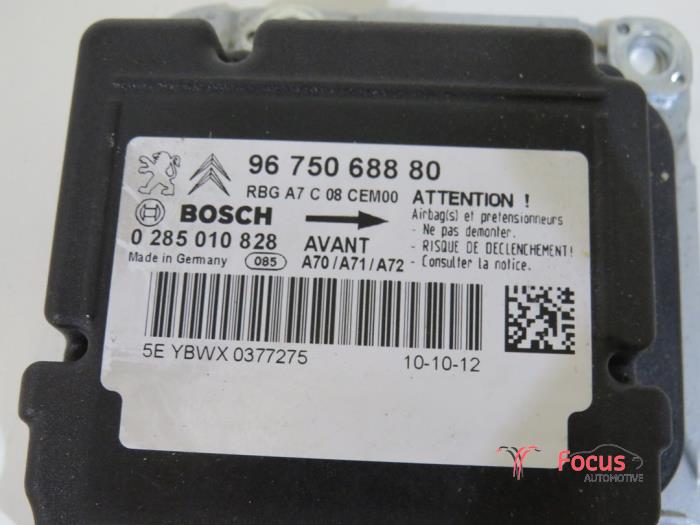 96 750 688 80
RBG A7 C 08 CEM00
ATTENTION !
BOSCH
Airbag(s) et pretensionneurs
- Ne pas demonter.
0 285 010 828
AVANT
- RISQUE DE DECLENCHEMENT!
Made in Germany
085
A70/A71/A72
- Consulter la notice.
5E YBWX 0377275
10-10-12
Focus
AUTOMOTIVE